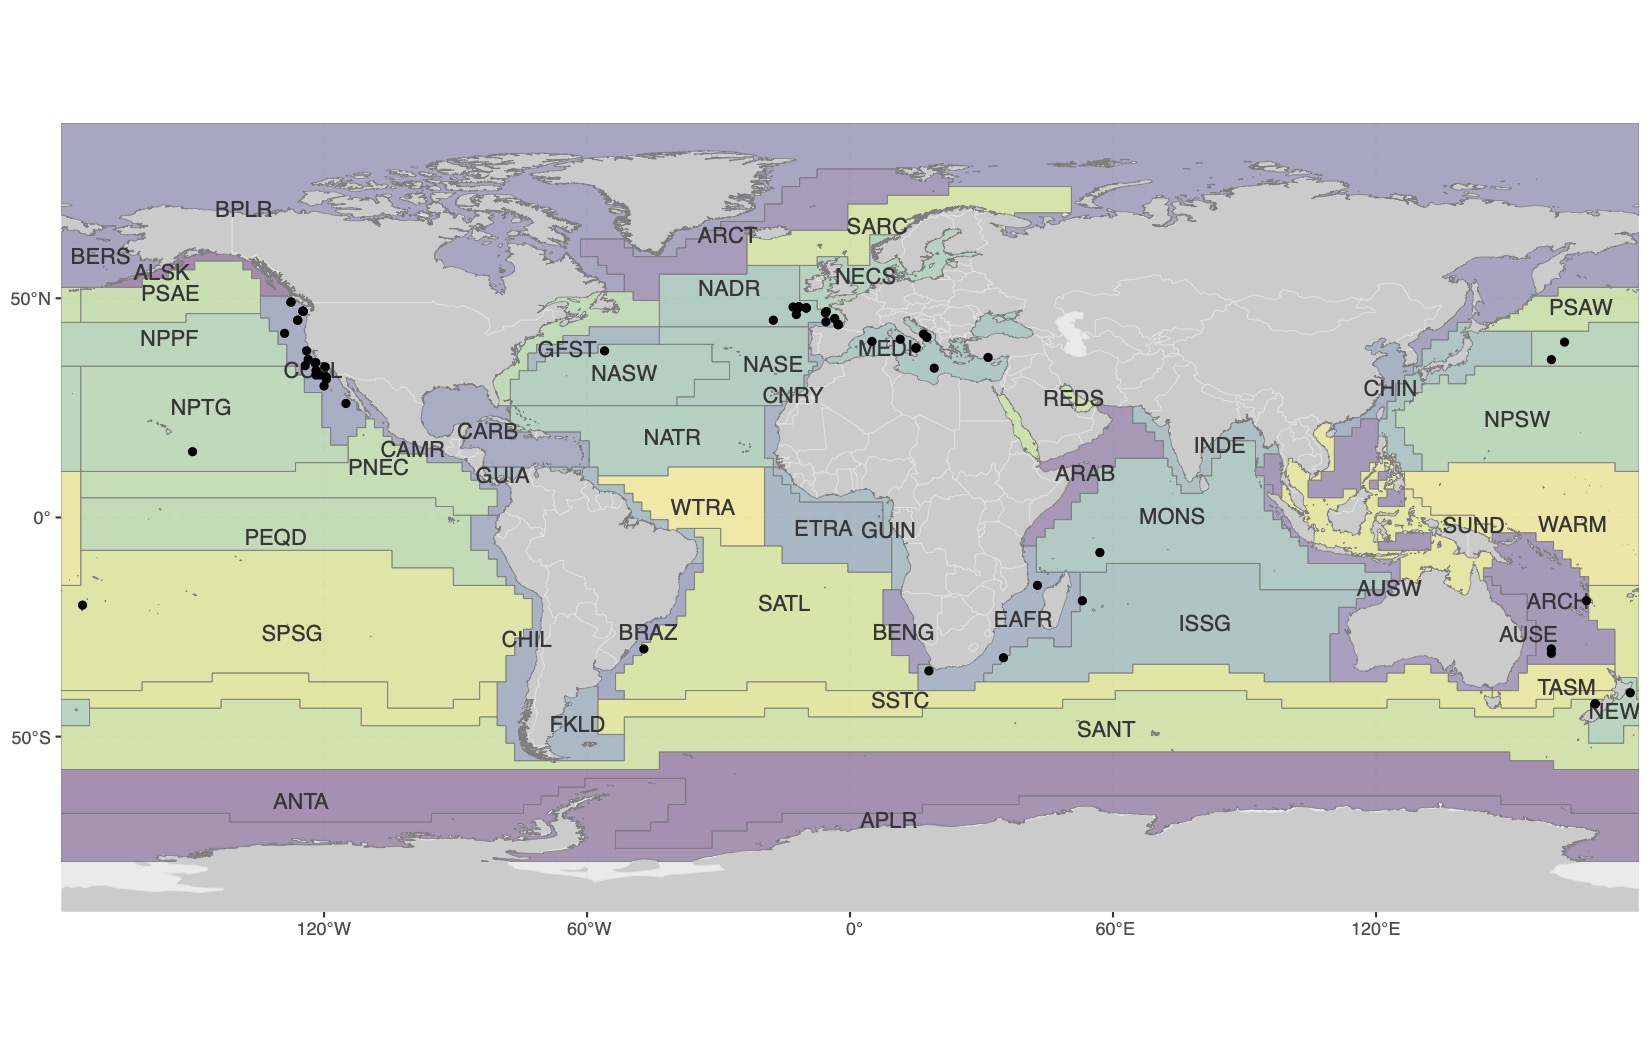 BPLR
SARC
ARCT
BERS
ALSK
NECS
PSAE
NADR
50°N
PSAW
NPPF
GFST
MEDI
NASE
NASW
CHIN
CNRY
REDS
NPTG
NPSW
CARB
NATR
INDE
CAMR
PNEC
GUIA
ARAB
WTRA
MONS
0°
ETRA GUIN
SUND
WARM
PEQD
AUSW
SATL
ARCH
EAFR
ISSG
SPSG
BRAZ
BENG
AUSE
CHIL
TASM
SSTC
NEW
FKLD
SANT
50°S
ANTA
APLR
120°W
60°W
0°
60°E
120°E